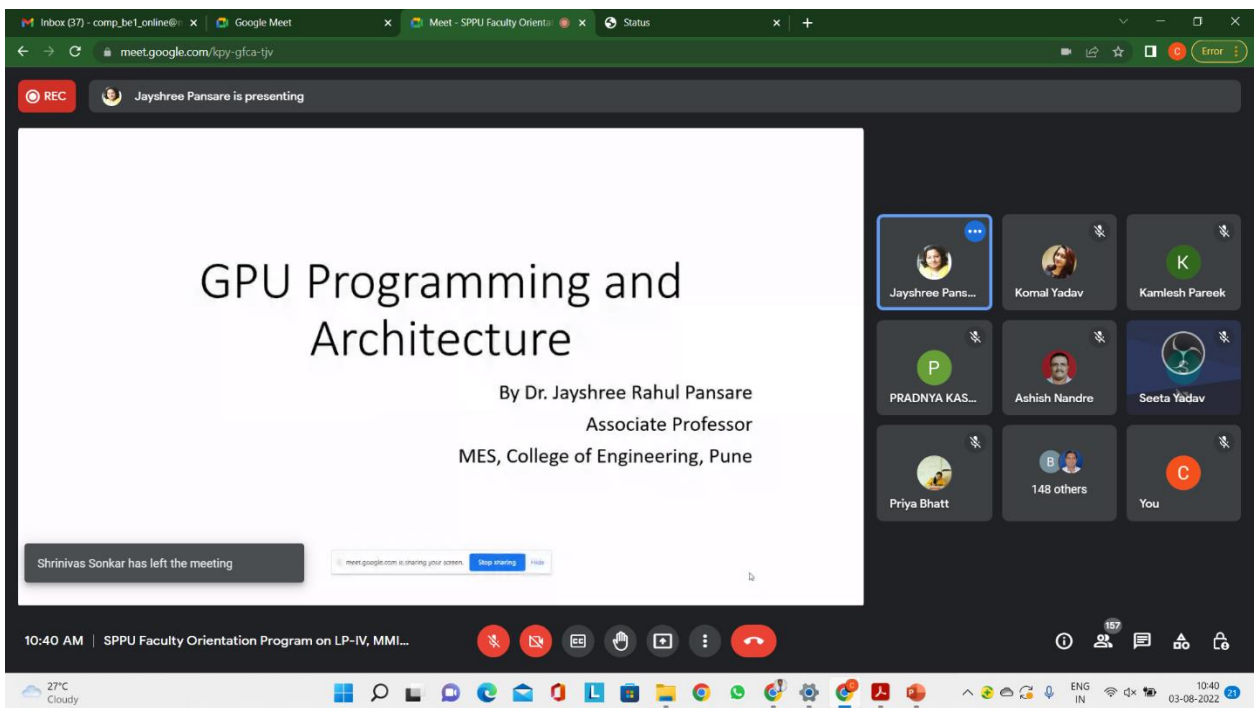 Inbox (37) - comp_be1_online@
Google Meet
Meet - SPPU Faculty Orienta
Status
meet.google.com/kpy-gfca-tjv
C
Error
REC
Jayshree Pansare is presenting
GPU Programming and
Architecture
By Dr. Jayshree Rahul Pansare
Associate Professor
MES, College of Engineering, Pune
Jayshree Pans...
Komal Yadav
K
Kamlesh Pareek
P
PRADNYA KAS...
Ashish Nandre
Seeta Yadav
Priya Bhatt
B
148 others
C
You
Shrinivas Sonkar has left the meeting
meet.google.com is sharing your screen.
Stop sharing
Hide
10:40 AM | SPPU Faculty Orientation Program on LP-IV, MMI...
CC
157
27°C
Cloudy
L
ENG
IN
10:40
03-08-2022
21